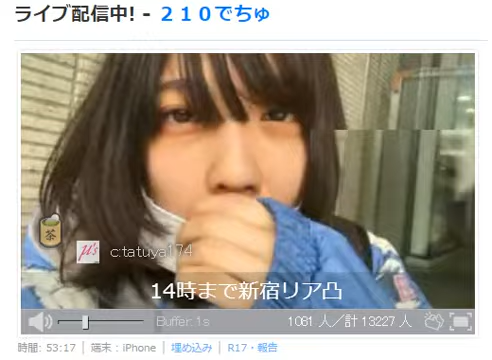 ライブ配信中! - ２１０でちゅ
茶
μ's c:tatuya174
14時まで新宿リア凸
Buffer: 1s 1081 人／計 13227 人
時間: 53:17 | 端末：iPhone | 埋め込み | R17・報告